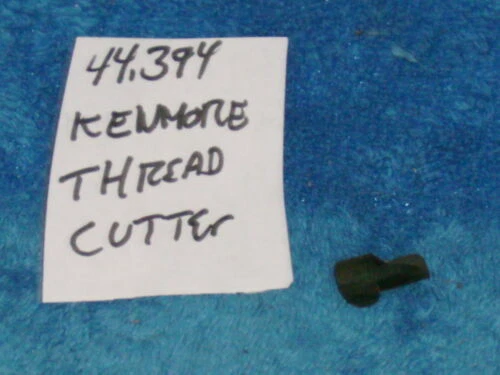 44.394
KENMORE
THREAD
CUTTER